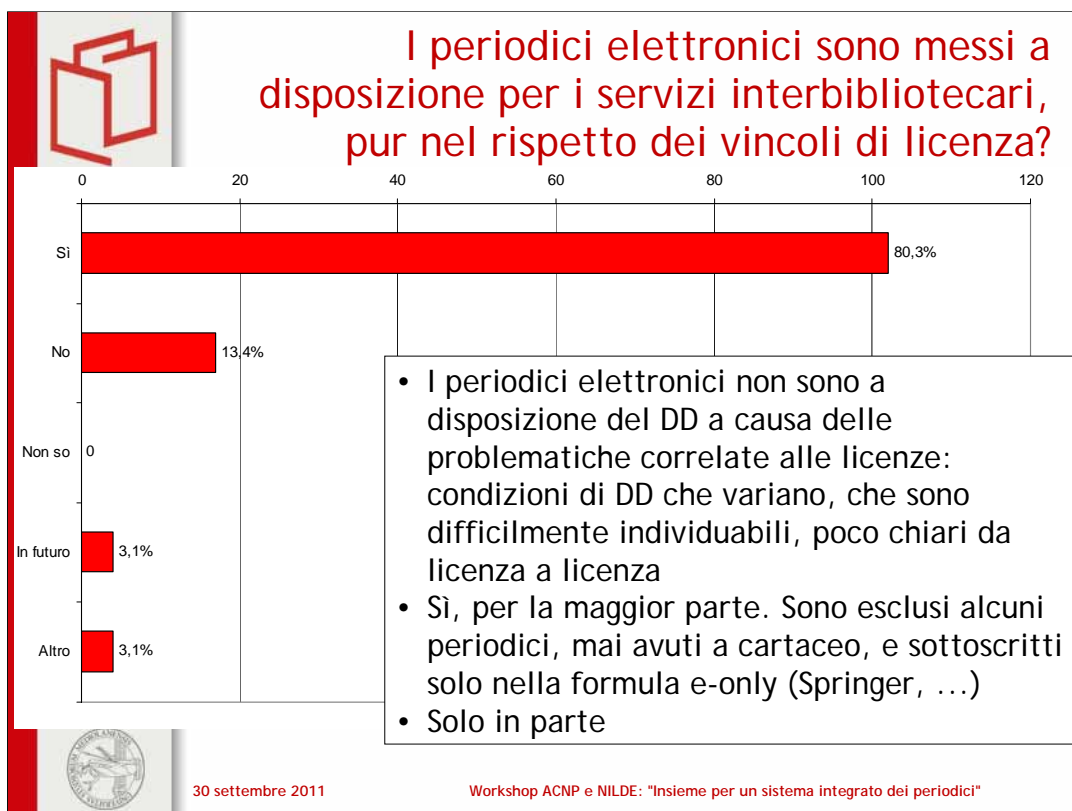 I periodici elettronici sono messi a
disposizione per i servizi interbibliotecari,
pur nel rispetto dei vincoli di licenza?
0 20 40 60 80 100 120
Sì 80,3%
No 13,4%
Non so 0
In futuro 3,1%
Altro 3,1%
• I periodici elettronici non sono a
disposizione del DD a causa delle
problematiche correlate alle licenze:
condizioni di DD che variano, che sono
difficilmente individuabili, poco chiari da
licenza a licenza
• Sì, per la maggior parte. Sono esclusi alcuni
periodici, mai avuti a cartaceo, e sottoscritti
solo nella formula e-only (Springer, ...)
• Solo in parte
30 settembre 2011 Workshop ACNP e NILDE: "Insieme per un sistema integrato dei periodici"